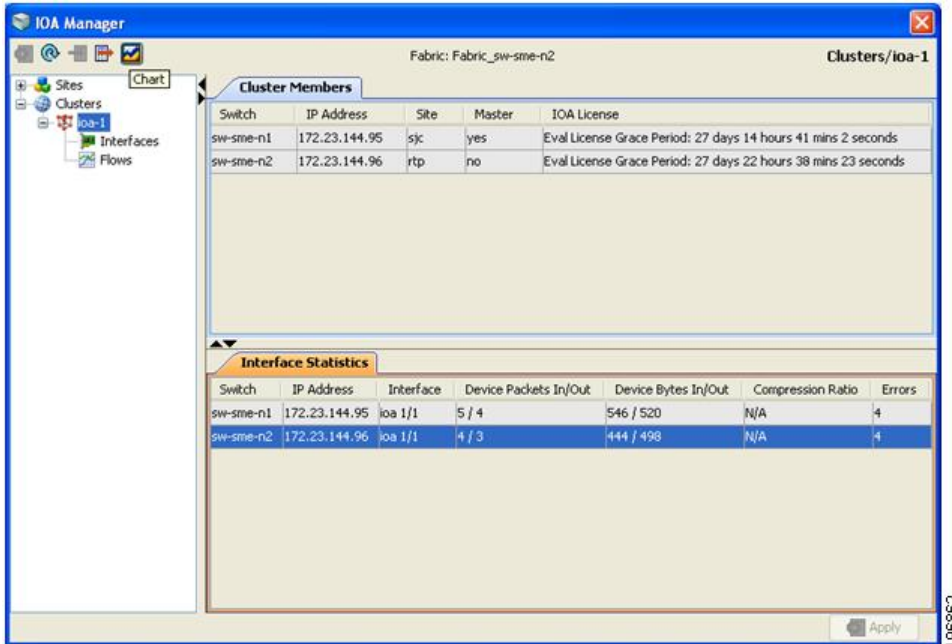 IOA Manager
Fabric: Fabric_sw-sme-n2
Clusters/ioa-1
Chart
Sites
Clusters
ioa-1
Interfaces
Flows
Cluster Members
Switch IP Address Site Master IOA License
sw-sme-n1 172.23.144.95 sjc yes Eval License Grace Period: 27 days 14 hours 41 mins 2 seconds
sw-sme-n2 172.23.144.96 rtp no Eval License Grace Period: 27 days 22 hours 38 mins 23 seconds
Interface Statistics
Switch IP Address Interface Device Packets In/Out Device Bytes In/Out Compression Ratio Errors
sw-sme-n1 172.23.144.95 ioa 1/1 5 / 4 546 / 520 N/A 4
sw-sme-n2 172.23.144.96 ioa 1/1 4 / 3 444 / 498 N/A 4
Apply